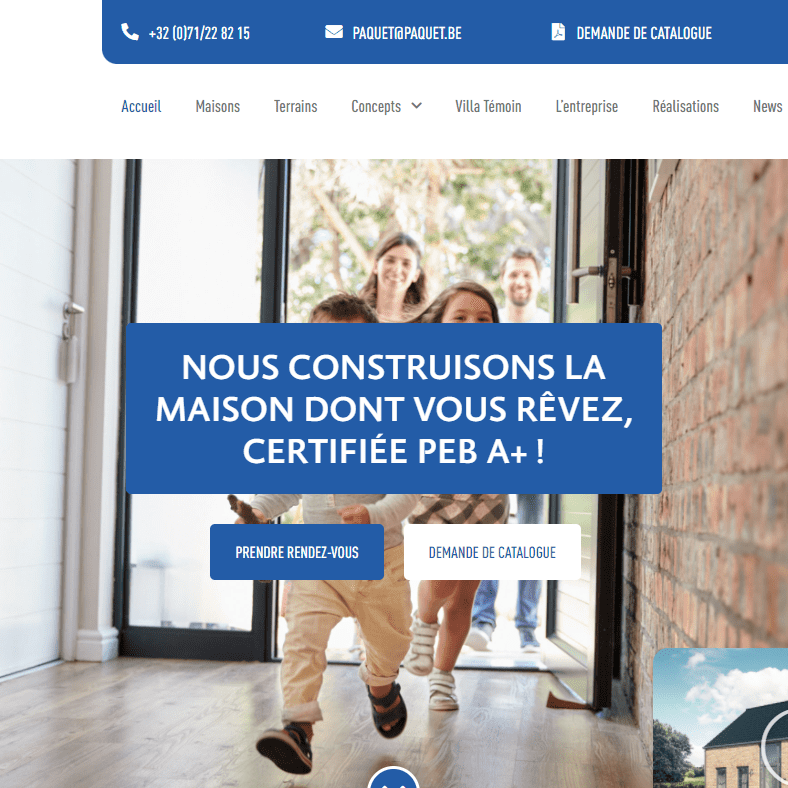 +32 (0)71/22 82 15 PAQUET@PAQUET.BE DEMANDE DE CATALOGUE
Accueil Maisons Terrains Concepts Villa Témoin L'entreprise Réalisations News
NOUS CONSTRUISONS LA
MAISON DONT VOUS RÊVEZ,
CERTIFIÉE PEB A+ !
PRENDRE RENDEZ-VOUS DEMANDE DE CATALOGUE